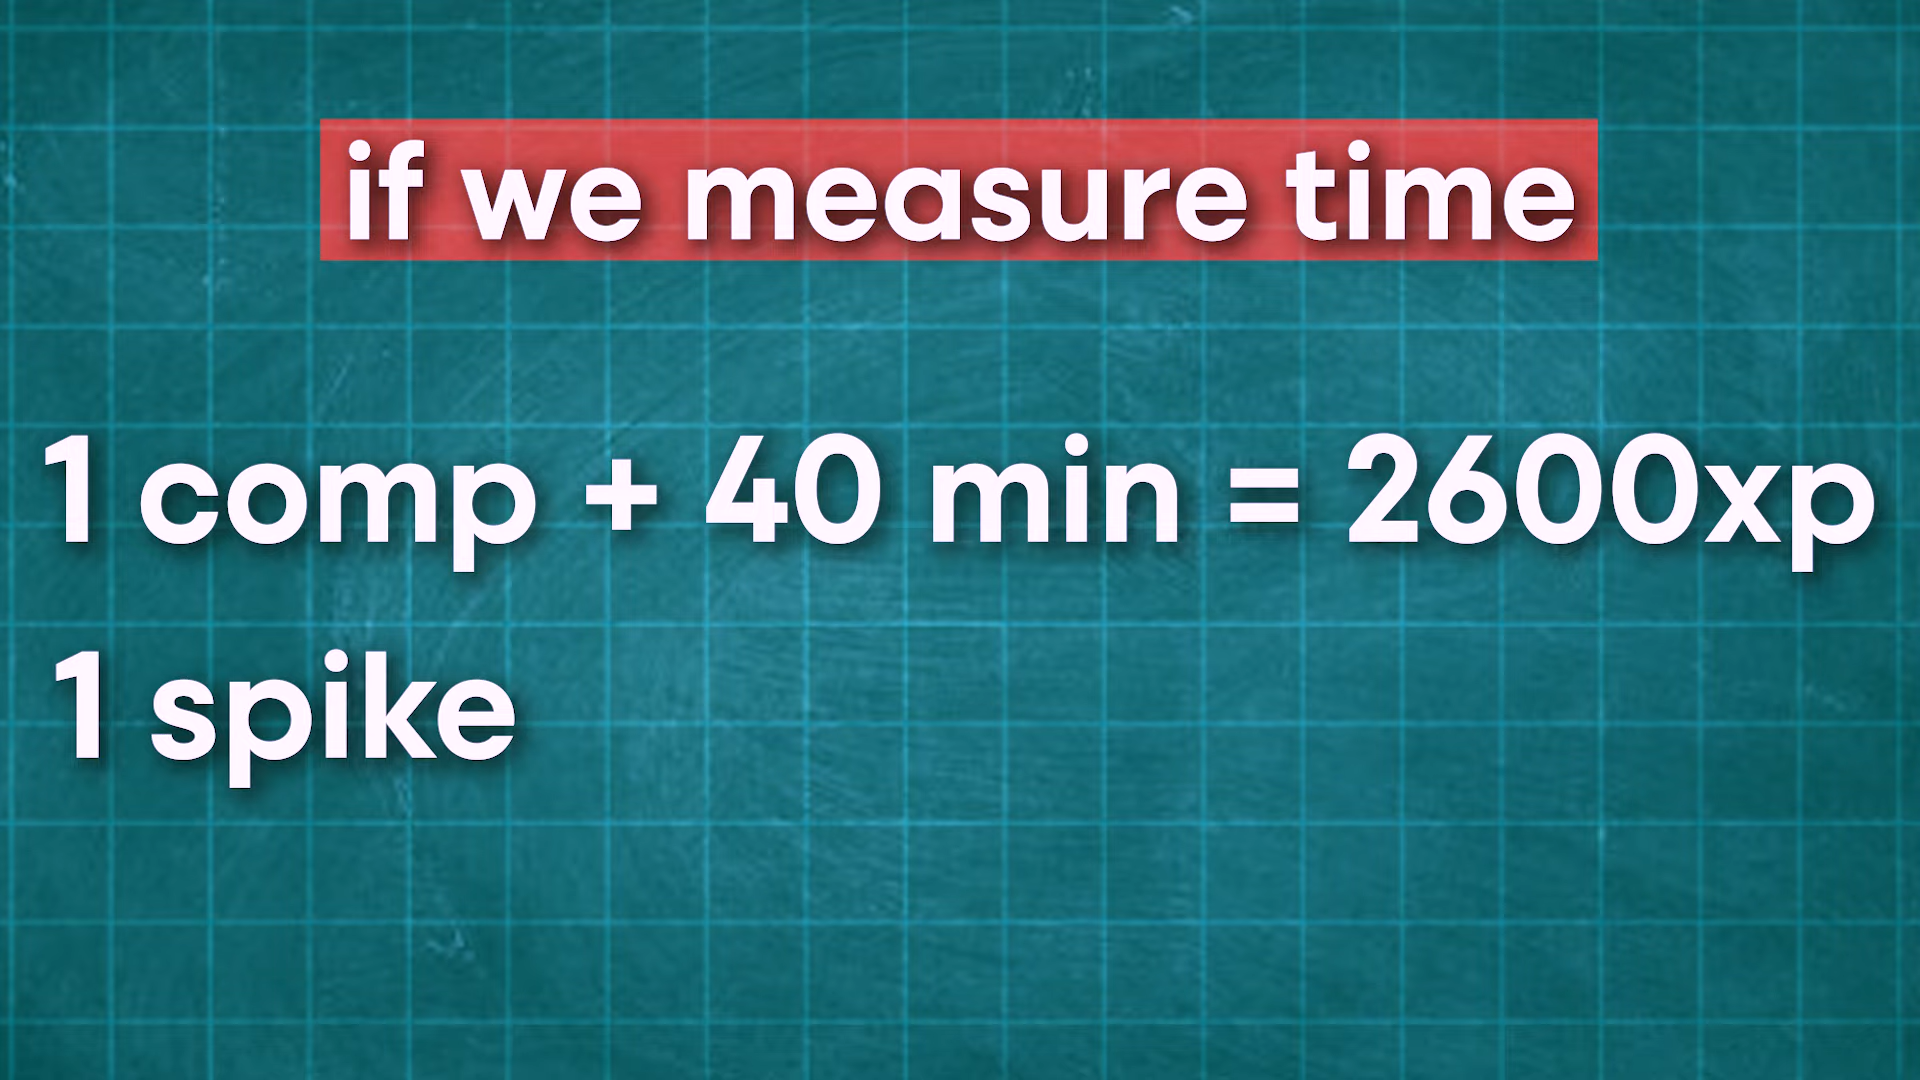 if we measure time
1 comp + 40 min = 2600xp
1 spike